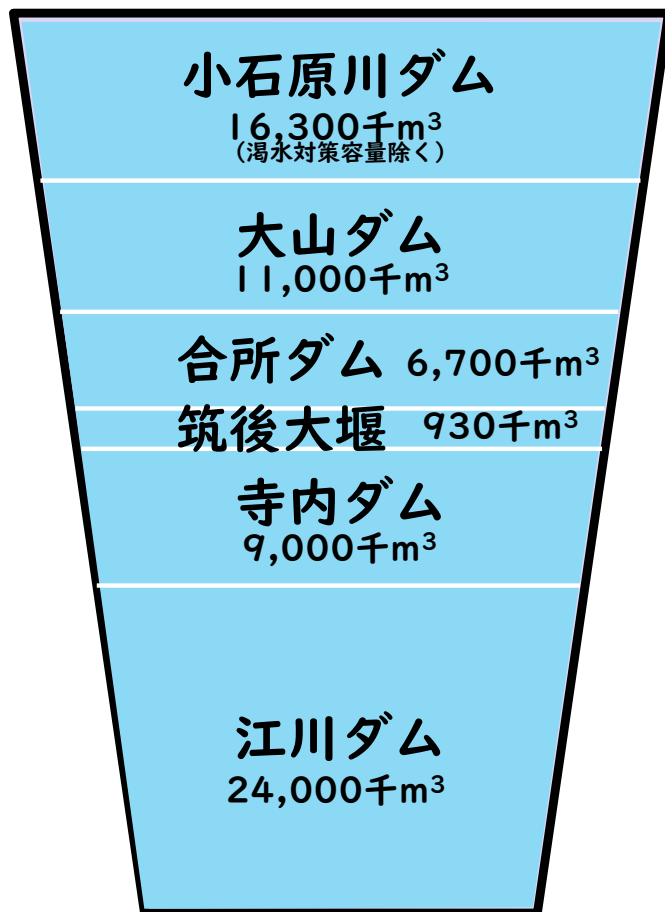 小石原川ダム
16,300千m³
(渇水対策容量除く)
大山ダム
11,000千m³
合所ダム 6,700千m³
筑後大堰 930千m³
寺内ダム
9,000千m³
江川ダム
24,000千m³